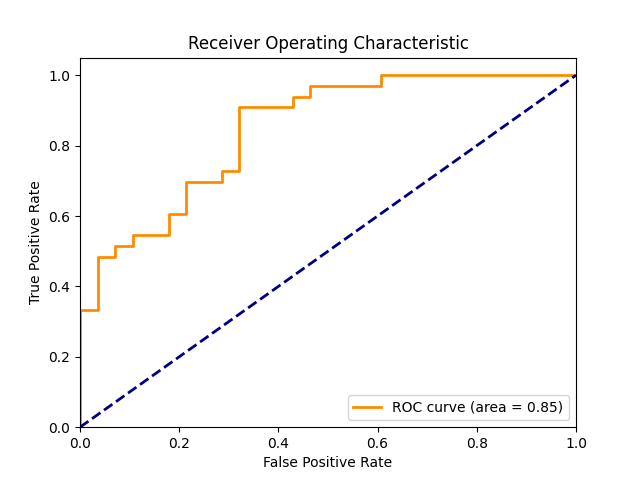 Receiver Operating Characteristic
1.0
0.8
0.6
0.4
0.2
0.0
True Positive Rate
ROC curve (area = 0.85)
0.0 0.2 0.4 0.6 0.8 1.0
False Positive Rate